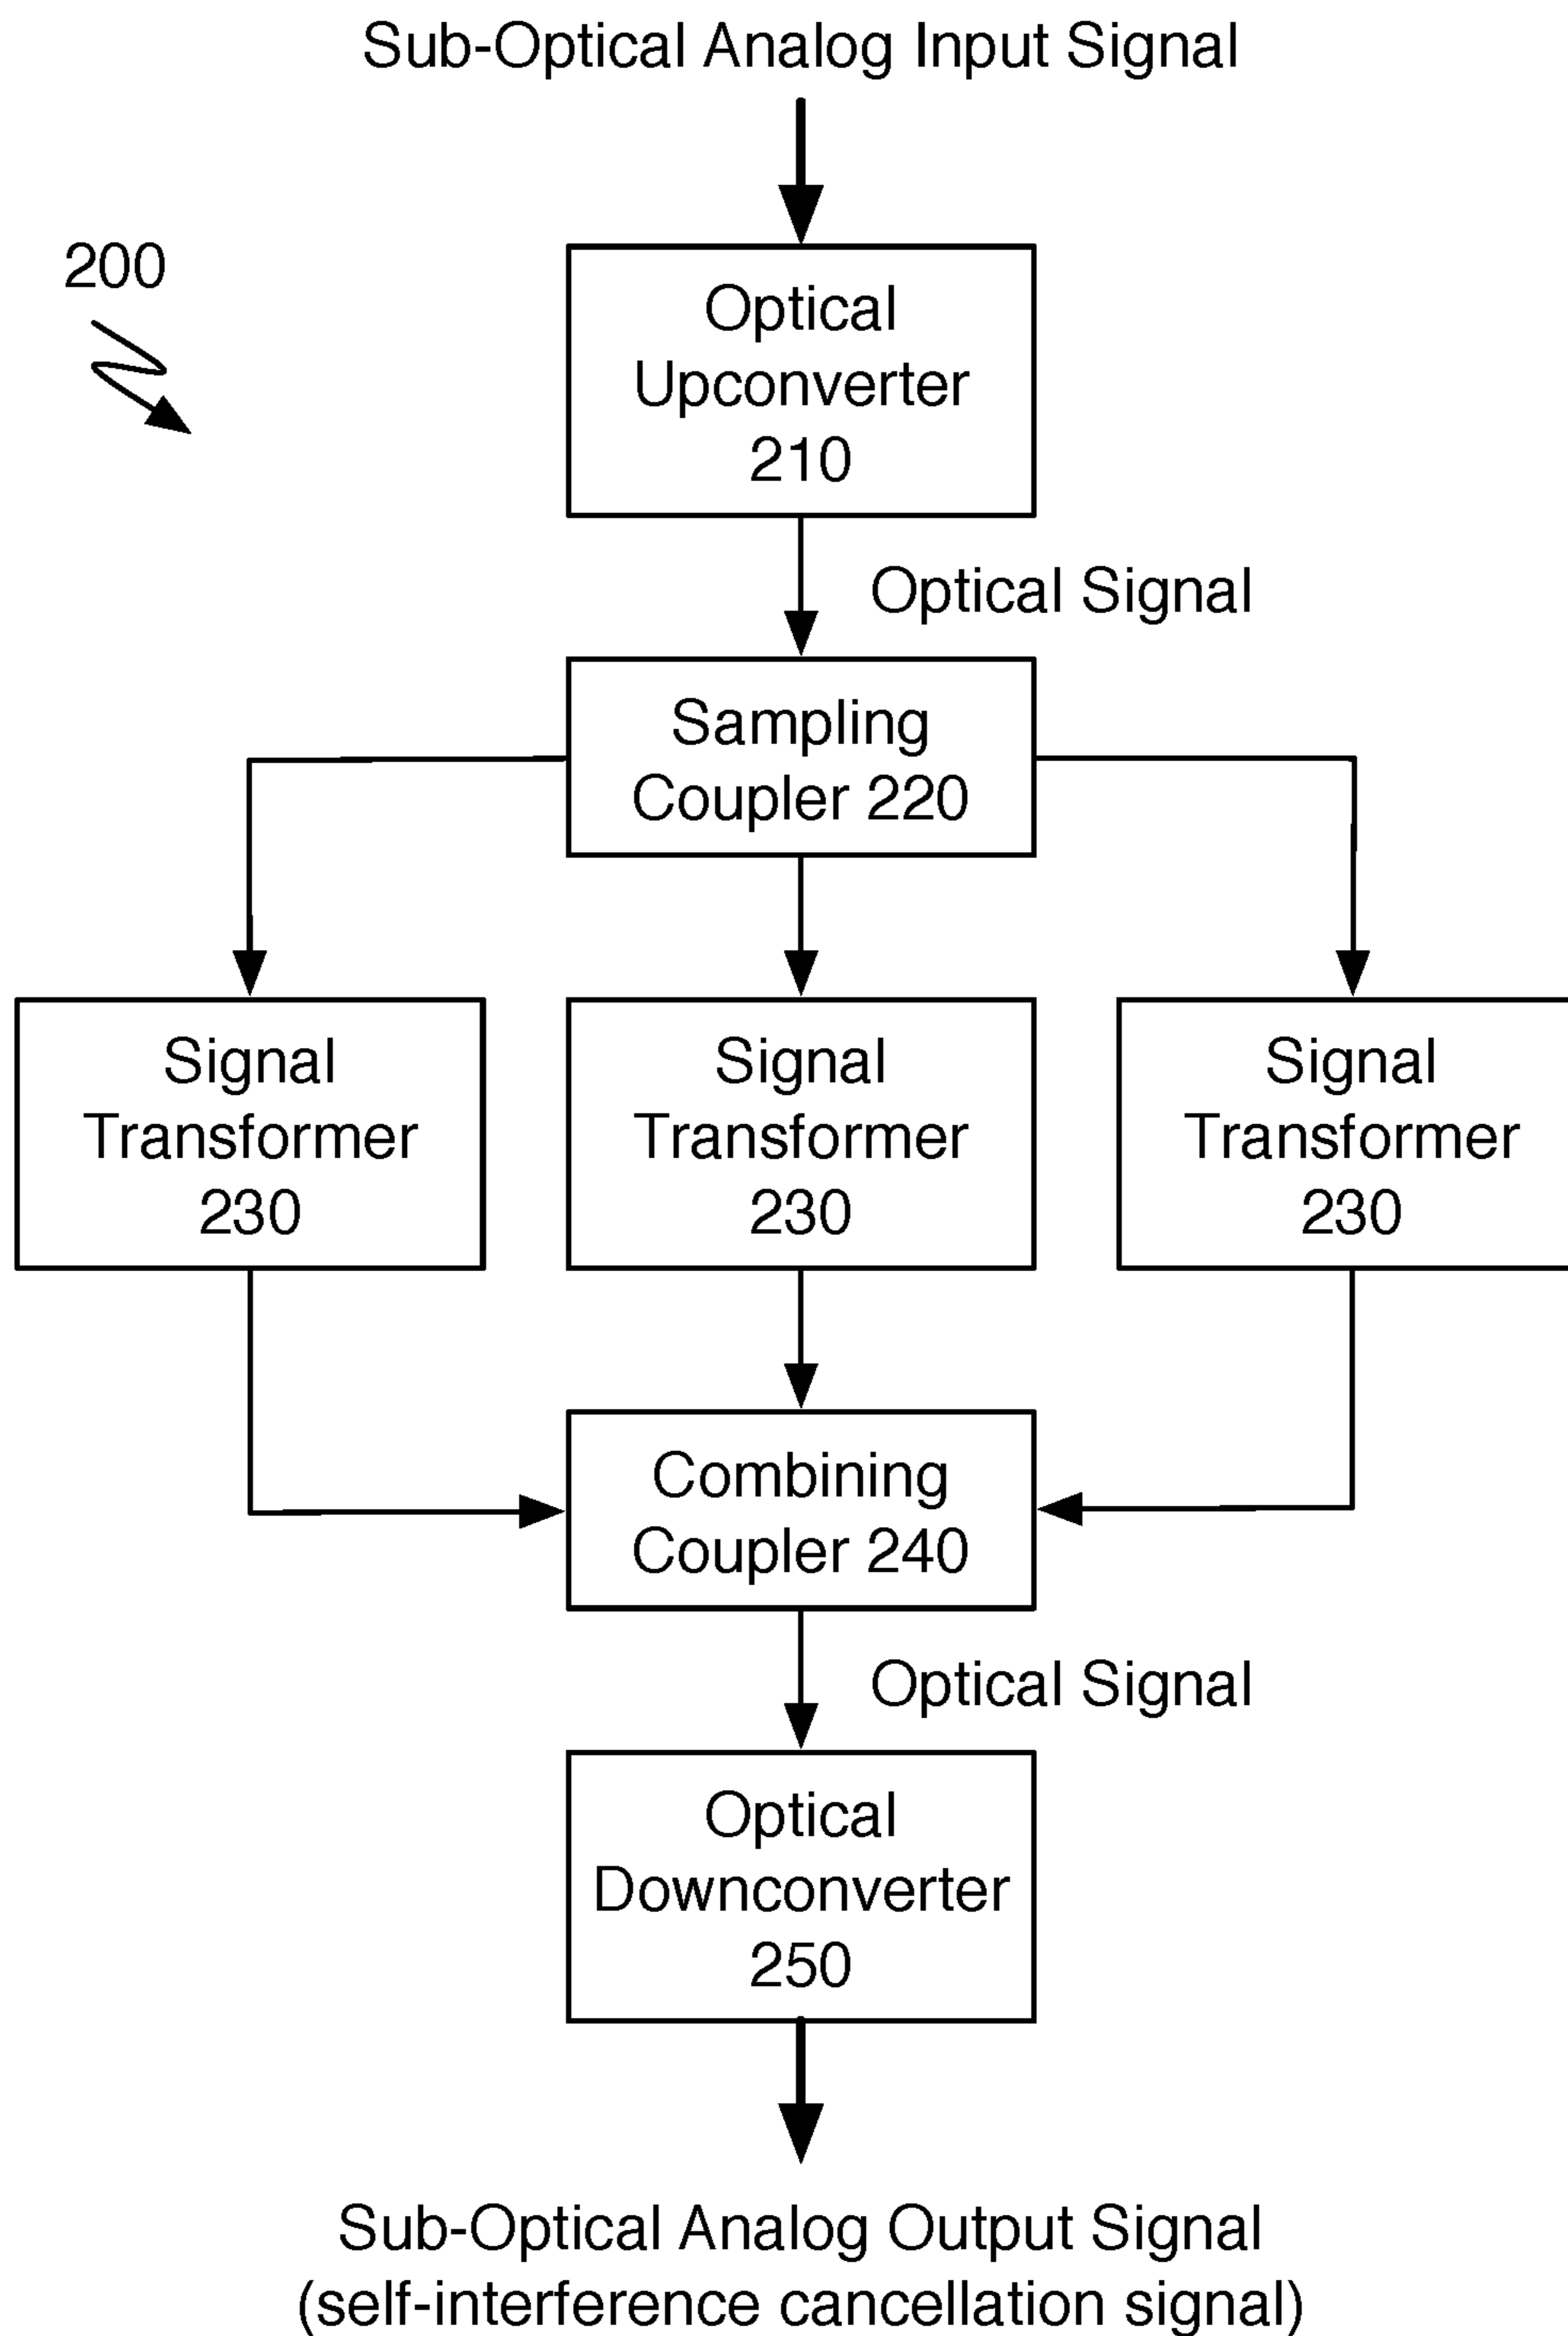 Sub-Optical Analog Input Signal
200
Optical
Upconverter
210
Optical Signal
Sampling
Coupler 220
Signal
Transformer
230
Signal
Transformer
230
Signal
Transformer
230
Combining
Coupler 240
Optical Signal
Optical
Downconverter
250
Sub-Optical Analog Output Signal
(self-interference cancellation signal)